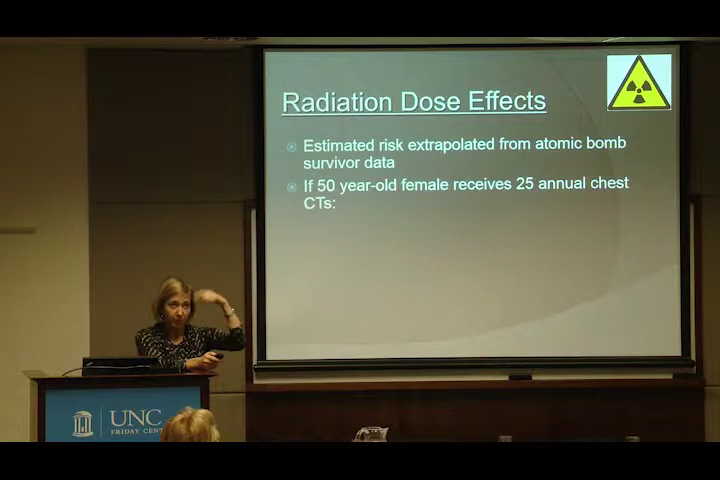 Radiation Dose Effects
Estimated risk extrapolated from atomic bomb
survivor data
If 50 year-old female receives 25 annual chest
CTs:
UNC
FRIDAY